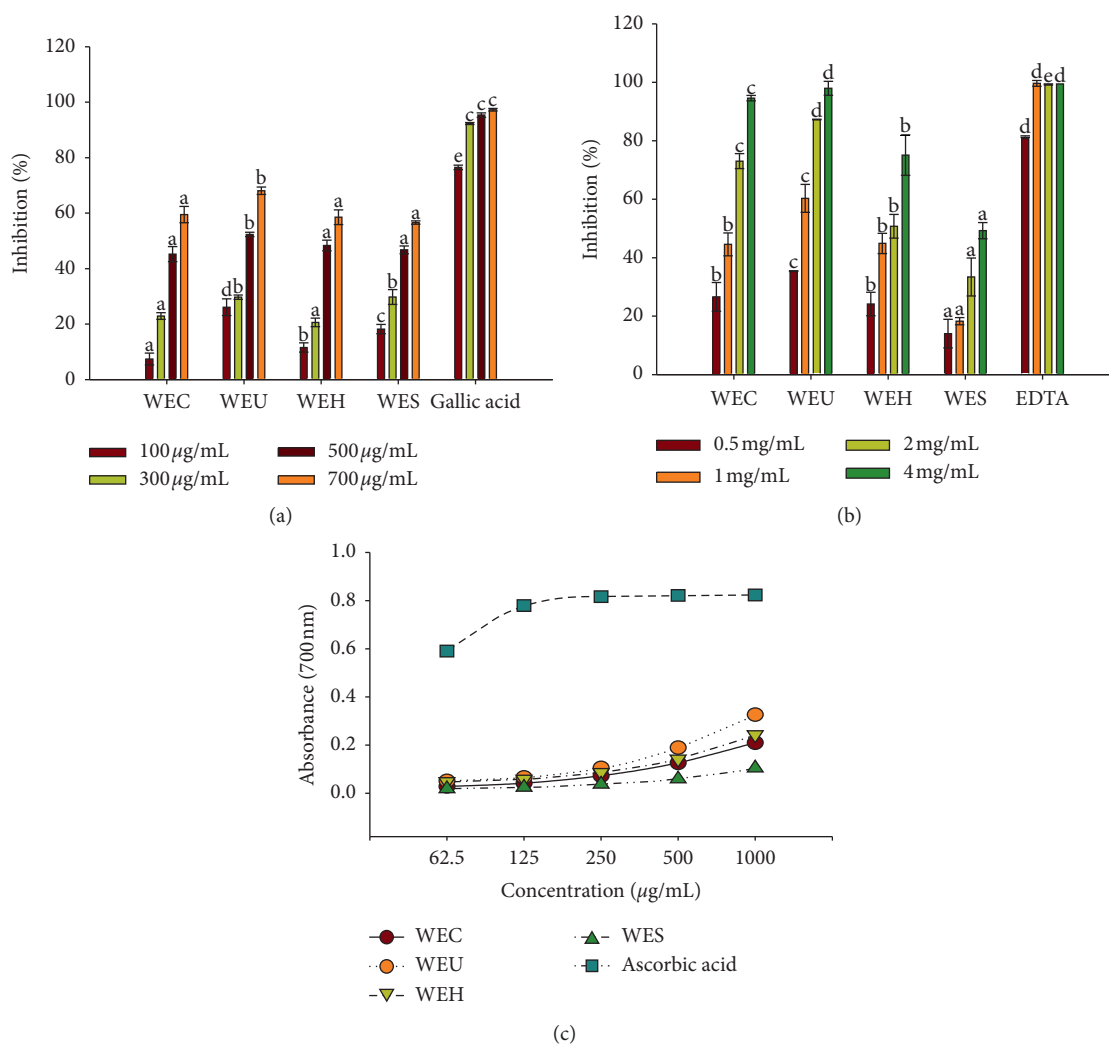 120
100
80
60
40
20
0
Inhibition (%)
a a a a
d b b b
b a a a
c b a a
e c c c
WEC WEU WEH WES Gallic acid
100 μg/mL 500 μg/mL
300 μg/mL 700 μg/mL
(a)
120
100
80
60
40
20
0
Inhibition (%)
b b c c
c c d d
b b b b
a a a a
d d e d
WEC WEU WEH WES EDTA
0.5 mg/mL 2 mg/mL
1 mg/mL 4 mg/mL
(b)
1.0
0.8
0.6
0.4
0.2
0.0
Absorbance (700 nm)
62.5 125 250 500 1000
Concentration (μg/mL)
WEC WES
WEU Ascorbic acid
WEH
(c)